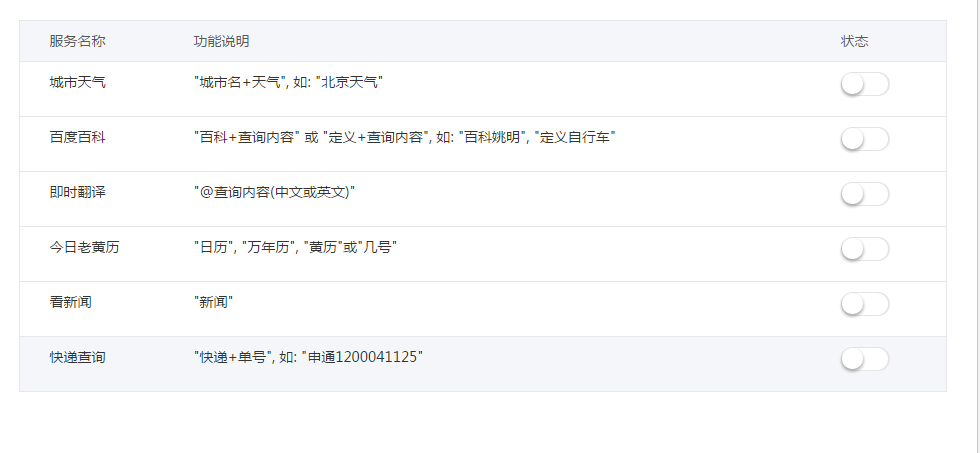 服务名称 功能说明 状态
城市天气 "城市名+天气", 如: "北京天气"
百度百科 "百科+查询内容" 或 "定义+查询内容", 如: "百科姚明", "定义自行车"
即时翻译 "@查询内容(中文或英文)"
今日老黄历 "日历", "万年历", "黄历"或"几号"
看新闻 "新闻"
快递查询 "快递+单号", 如: "申通1200041125"